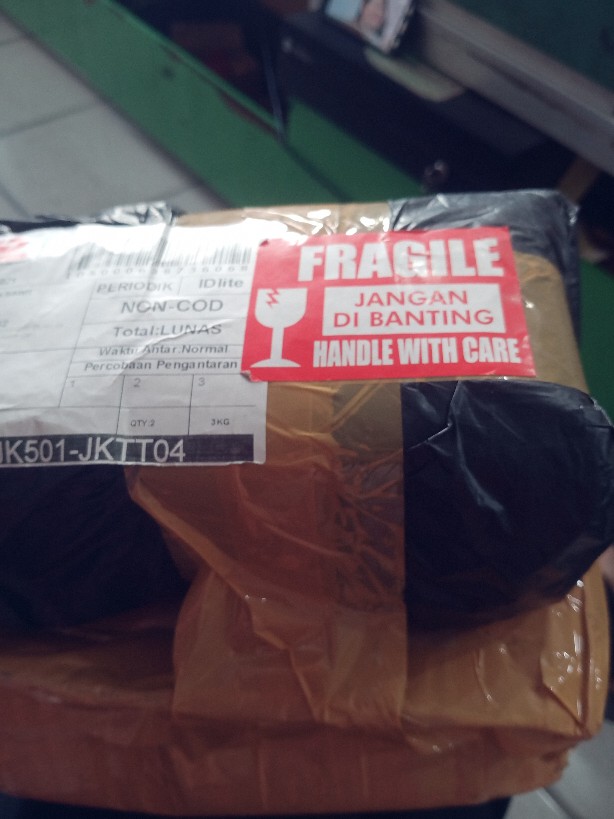 PERIODIK IDlite
NON-COD
Total:LUNAS
Waktu Antar:Normal
Percobaan Pengantaran
1 2 3
QTY:2 3KG
JK501-JKTT04
FRAGILE
JANGAN
DI BANTING
HANDLE WITH CARE